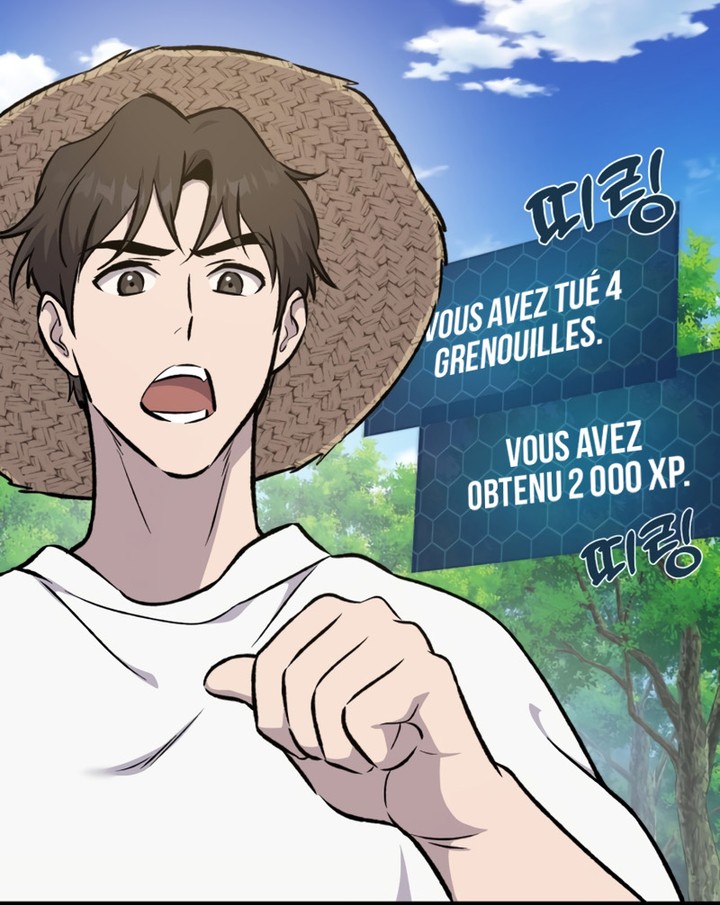 띠링
VOUS AVEZ TUÉ 4
GRENOUILLES.
VOUS AVEZ
OBTENU 2 000 XP.
띠링